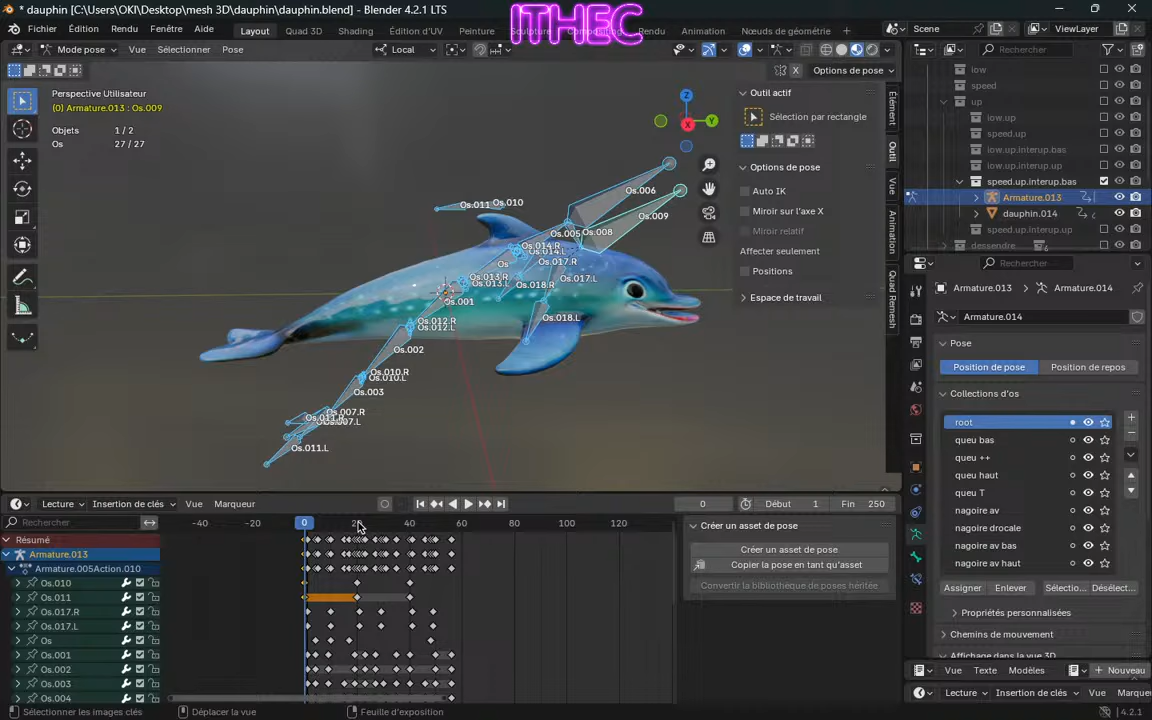 * dauphin [C:\Users\OKI\Desktop\mesh 3D\dauphin\dauphin.blend] - Blender 4.2.1 LTS
ITHEC
Fichier Édition Rendu Fenêtre Aide Layout Quad 3D Shading Édition d'UV Peinture Sculpture Compositing Rendu Animation Nœuds de géométrie Scène ViewLayer
Mode pose Vue Sélectionner Pose Local Rechercher
X Options de pose
Perspective Utilisateur
(0) Armature.013 : Os.009
Objets 1 / 2
Os 27 / 27
Z
Y
X
Os.006
Os.009
Os.011 Os.010
Os.005 Os.008
Os.014.R
Os.014.L
Os Os.017.R
Os.013.R Os.017.L
Os.013.L Os.018.R
Os.001
Os.018.L
Os.012.R
Os.012.L
Os.002
Os.010.R
Os.010.L
Os.003
Os.007.R
Os.011.R Os.007.L
Os.011.L
Outil actif
Sélection par rectangle
Options de pose
Auto IK
Miroir sur l'axe X
Miroir relatif
Affecter seulement
Positions
Espace de travail
Élément
Outil
Vue
Animation
Quad Remesh
low
speed
up
low.up
speed.up
low.up.interup.bas
low.up.interup.up
speed.up.interup.bas
Armature.013
dauphin.014
speed.up.interup.up
dessendre
Rechercher
Armature.013 Armature.014
Armature.014
Pose
Position de pose Position de repos
Collections d'os
root
queu bas
queu ++
queu haut
queu T
nagoire av
nagoire drocale
nagoire av bas
nagoire av haut
Assigner Enlever Sélectio... Désélect...
Propriétés personnalisées
Chemins de mouvement
Affichage dans la vue 3D
Vue Texte Modèles Nouveau
Lecture Insertion de clés Vue Marqueur
Lecture Insertion de clés Vue Marqueur 0 Début 1 Fin 250
Rechercher -40 -20 0 20 40 60 80 100 120
Résumé
Armature.013
Armature.005Action.010
Os.010
Os.011
Os.017.R
Os.017.L
Os
Os.001
Os.002
Os.003
Os.004
Créer un asset de pose
Créer un asset de pose
Copier la pose en tant qu'asset
Convertir la bibliothèque de poses héritée
Sélectionner les images clés Déplacer la vue Feuille d'exposition 4.2.1